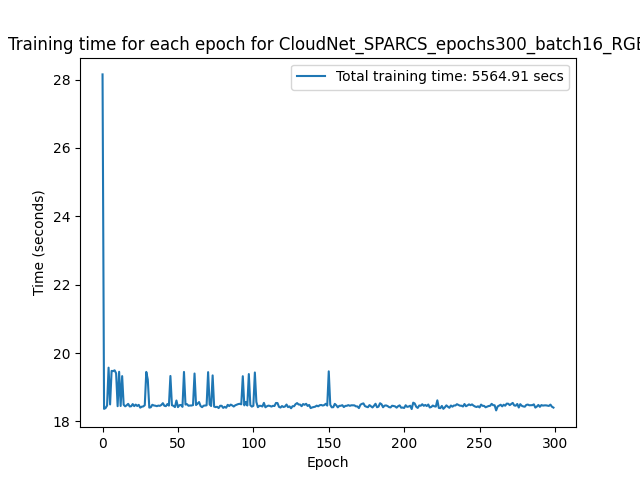 Training time for each epoch for CloudNet_SPARCS_epochs300_batch16_RGB
Total training time: 5564.91 secs
28
26
24
22
20
18
Time (seconds)
0 50 100 150 200 250 300
Epoch